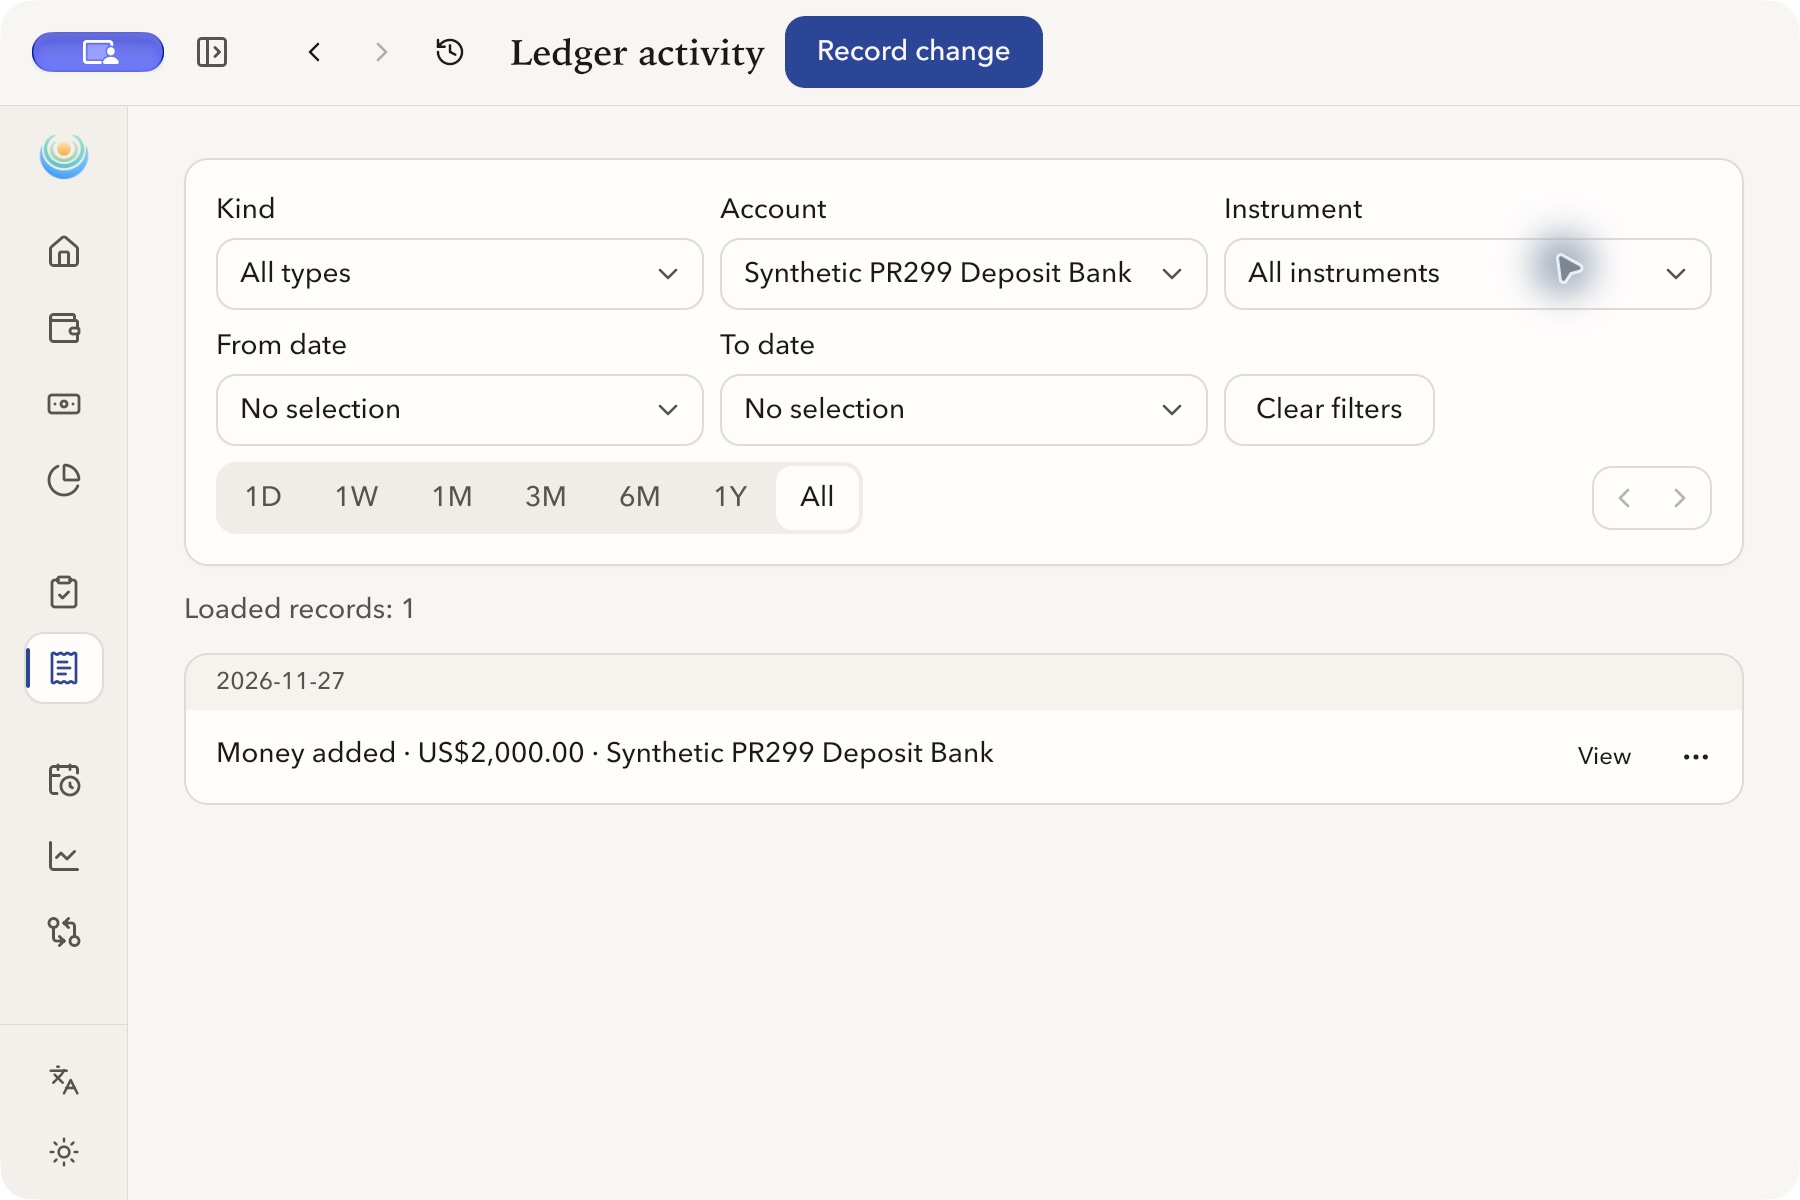 Ledger activity
Record change
Kind
Account
Instrument
All types
Synthetic PR299 Deposit Bank
All instruments
From date
To date
No selection
No selection
Clear filters
1D 1W 1M 3M 6M 1Y All
Loaded records: 1
2026-11-27
Money added · US$2,000.00 · Synthetic PR299 Deposit Bank
View